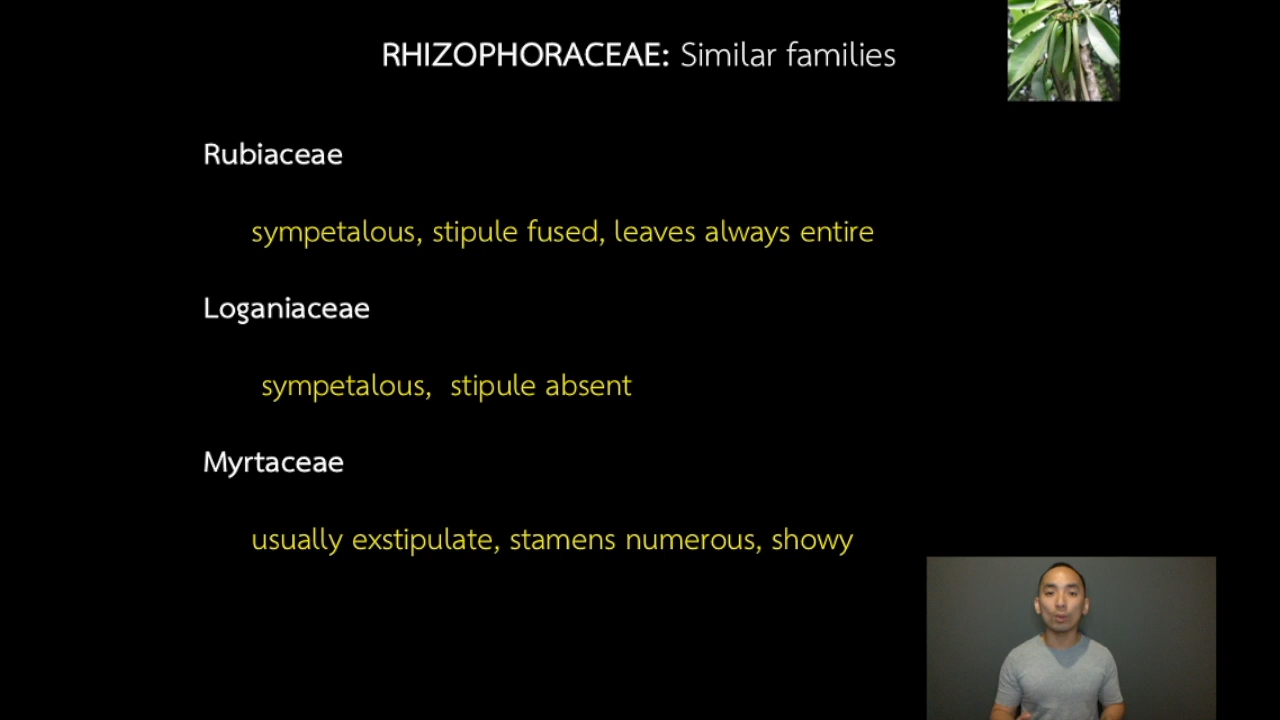 RHIZOPHORACEAE: Similar families
Rubiaceae
sympetalous, stipule fused, leaves always entire
Loganiaceae
sympetalous, stipule absent
Myrtaceae
usually exstipulate, stamens numerous, showy